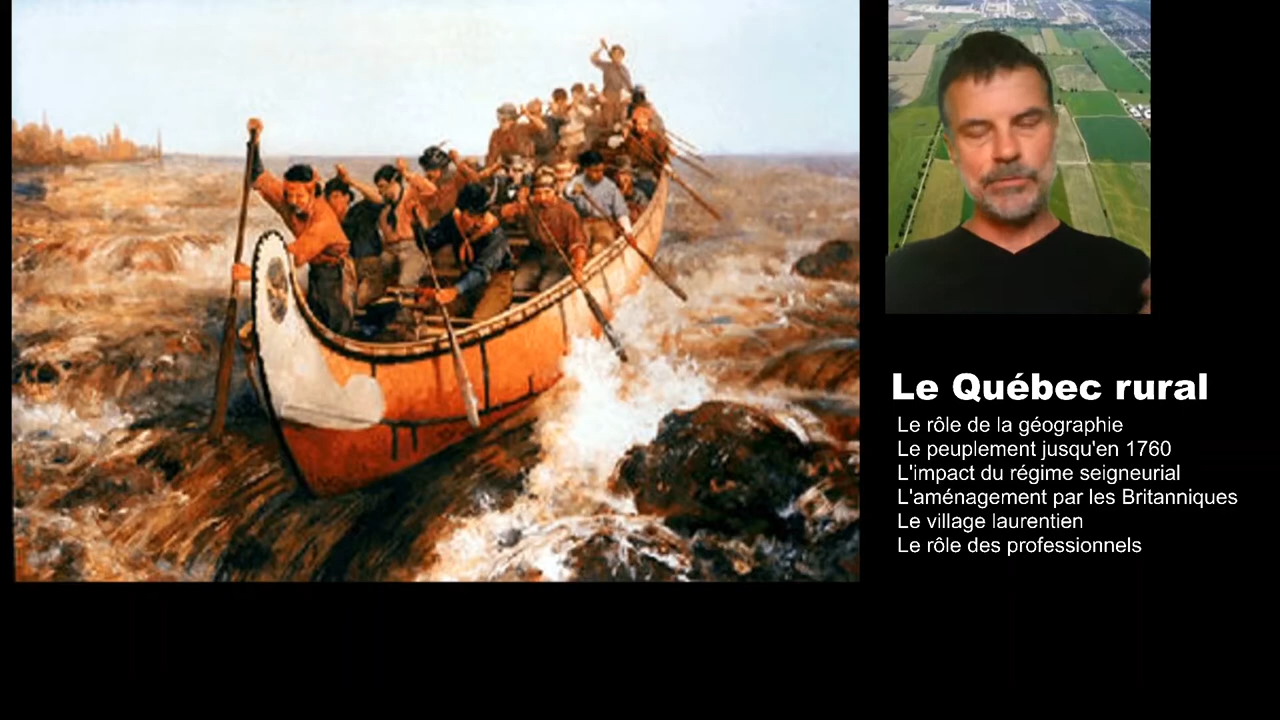 Le Québec rural
Le rôle de la géographie
Le peuplement jusqu'en 1760
L'impact du régime seigneurial
L'aménagement par les Britanniques
Le village laurentien
Le rôle des professionnels